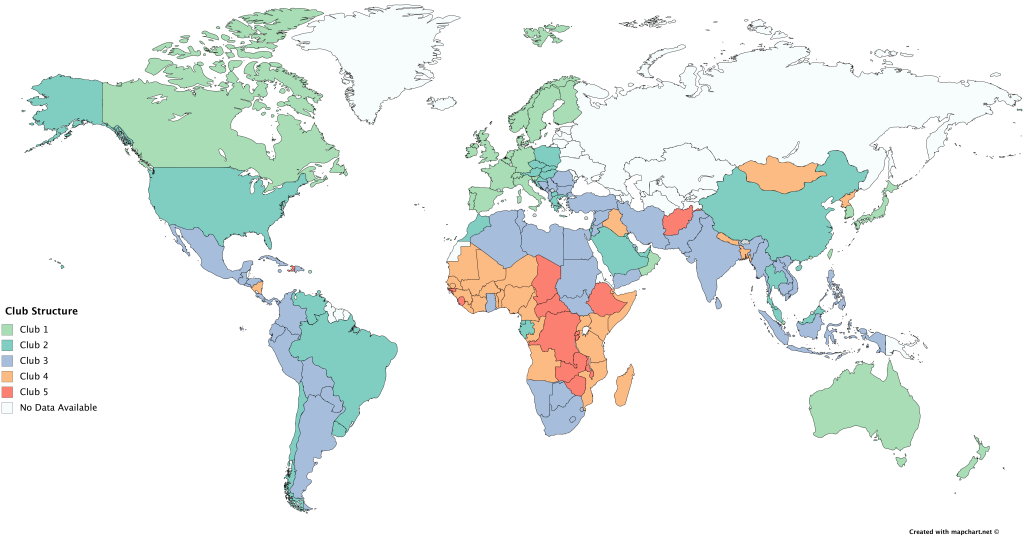 Club Structure
Club 1
Club 2
Club 3
Club 4
Club 5
No Data Available
Created with mapchart.net ©